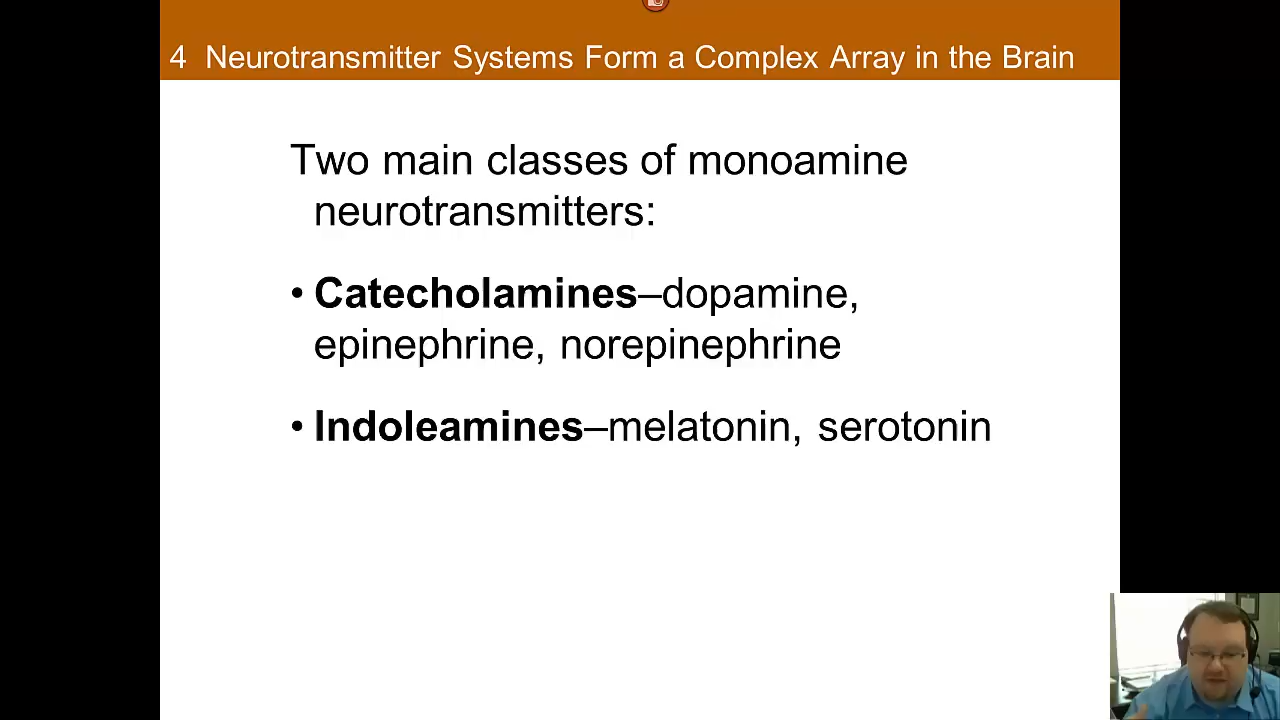 4 Neurotransmitter Systems Form a Complex Array in the Brain
Two main classes of monoamine
neurotransmitters:
• Catecholamines–dopamine,
epinephrine, norepinephrine
• Indoleamines–melatonin, serotonin